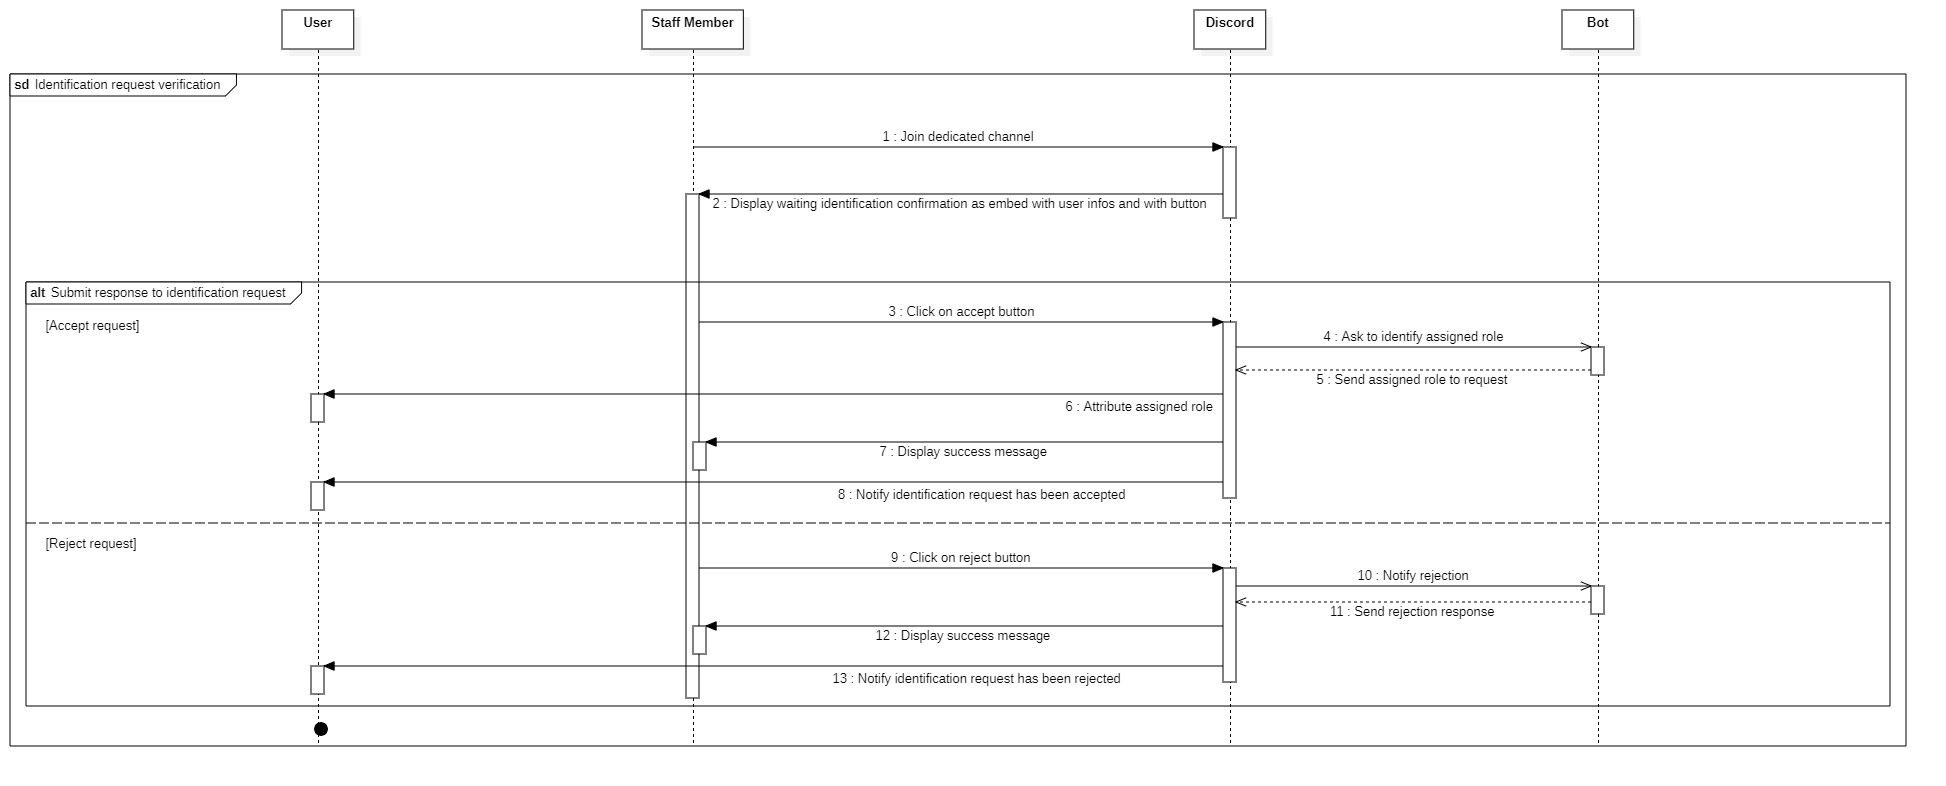 User
Staff Member
Discord
Bot
sd Identification request verification
1 : Join dedicated channel
2 : Display waiting identification confirmation as embed with user infos and with button
alt Submit response to identification request
[Accept request]
3 : Click on accept button
4 : Ask to identify assigned role
5 : Send assigned role to request
6 : Attribute assigned role
7 : Display success message
8 : Notify identification request has been accepted
[Reject request]
9 : Click on reject button
10 : Notify rejection
11 : Send rejection response
12 : Display success message
13 : Notify identification request has been rejected